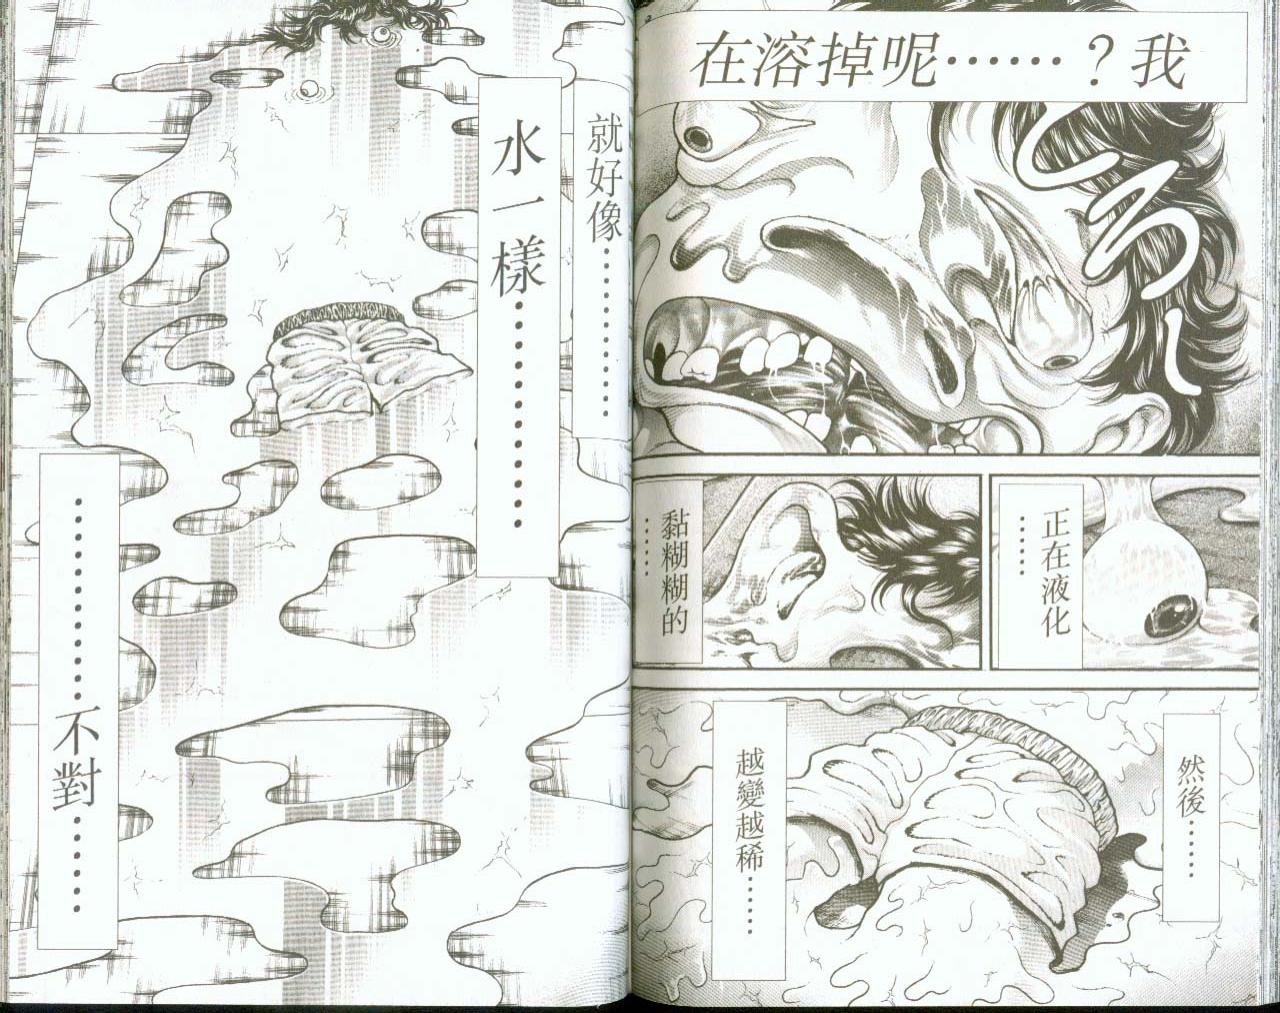 在溶掉呢……？我
正在液化
……
黏糊糊的
……
然後……
越變越稀……
就好像…………
水一樣…………
…………不對……